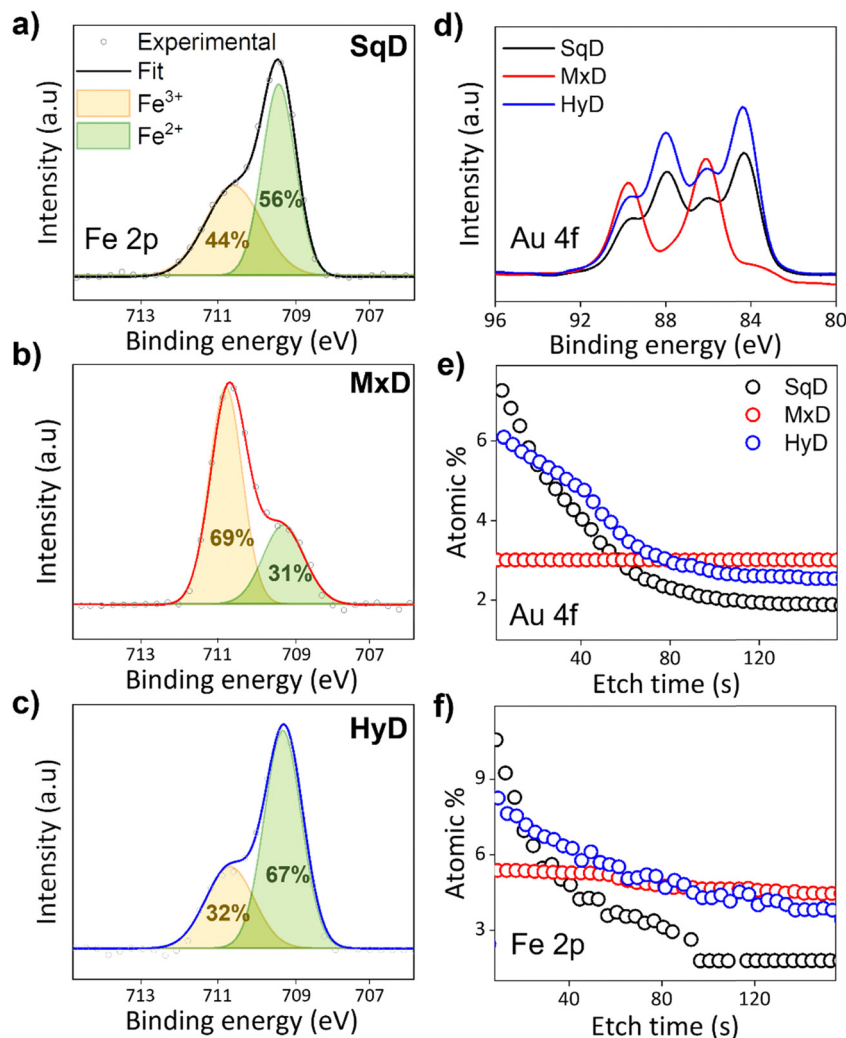 a)
Experimental
Fit
Fe3+
Fe2+
SqD
44%
56%
Fe 2p
Intensity (a.u)
713 711 709 707
Binding energy (eV)
b)
MxD
69%
31%
Intensity (a.u)
713 711 709 707
Binding energy (eV)
c)
HyD
32%
67%
Intensity (a.u)
713 711 709 707
Binding energy (eV)
d)
SqD
MxD
HyD
Au 4f
Intensity (a.u)
96 92 88 84 80
Binding energy (eV)
e)
SqD
MxD
HyD
6
4
2
Atomic %
Au 4f
40 80 120
Etch time (s)
f)
9
6
3
Atomic %
Fe 2p
40 80 120
Etch time (s)